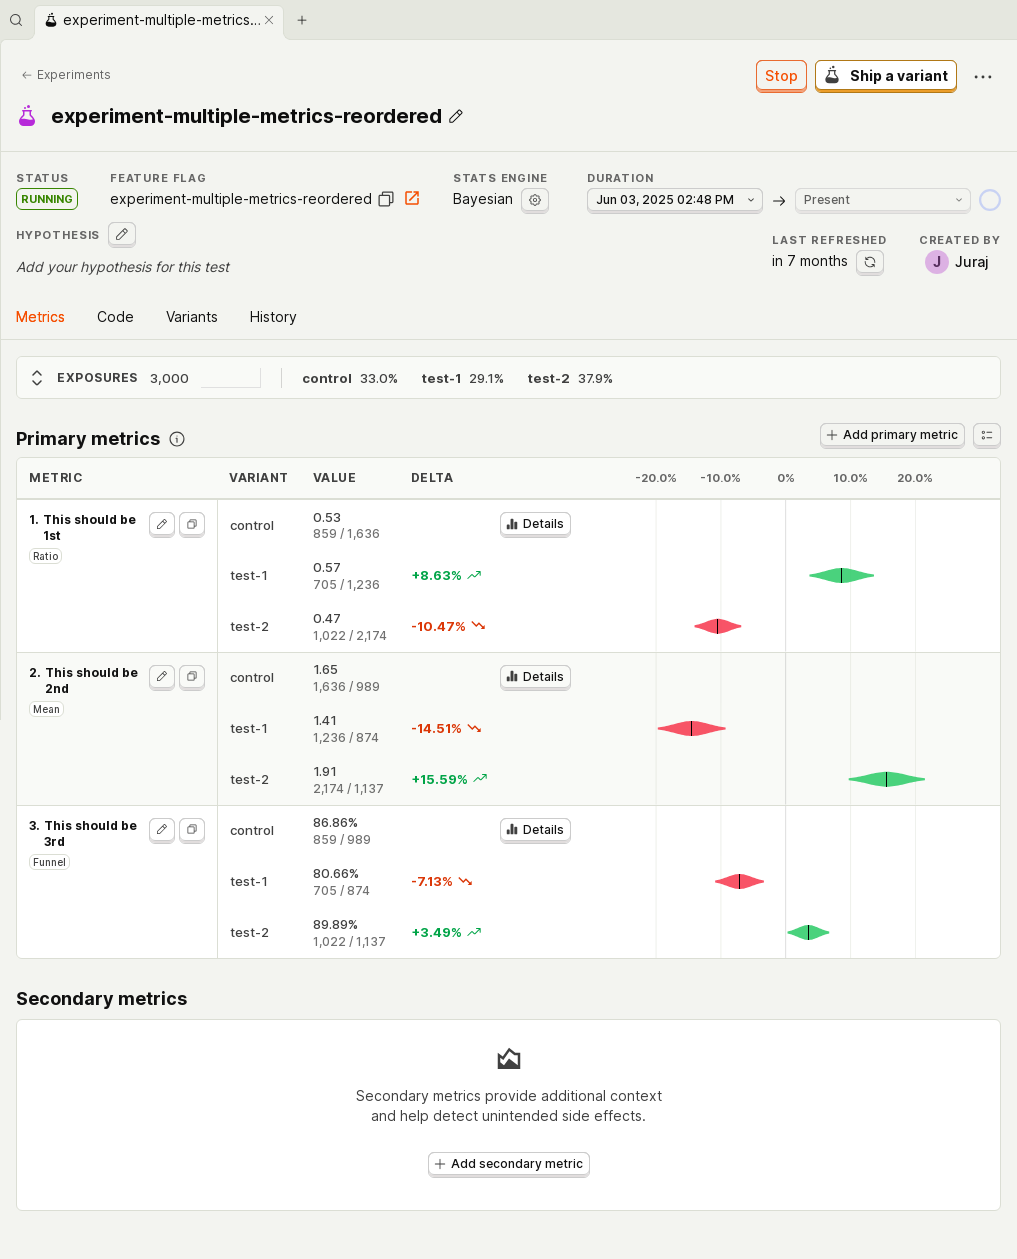 experiment-multiple-metrics...
Experiments
Stop
Ship a variant
experiment-multiple-metrics-reordered
STATUS
FEATURE FLAG
STATS ENGINE
DURATION
RUNNING
experiment-multiple-metrics-reordered
Bayesian
Jun 03, 2025 02:48 PM
Present
HYPOTHESIS
LAST REFRESHED
CREATED BY
Add your hypothesis for this test
in 7 months
J Juraj
Metrics Code Variants History
EXPOSURES 3,000 control 33.0% test-1 29.1% test-2 37.9%
Primary metrics
Add primary metric
METRIC VARIANT VALUE DELTA -20.0% -10.0% 0% 10.0% 20.0%
1. This should be
1st
Ratio
control
0.53
859 / 1,636
Details
test-1
0.57
705 / 1,236
+8.63%
test-2
0.47
1,022 / 2,174
-10.47%
2. This should be
2nd
Mean
control
1.65
1,636 / 989
Details
test-1
1.41
1,236 / 874
-14.51%
test-2
1.91
2,174 / 1,137
+15.59%
3. This should be
3rd
Funnel
control
86.86%
859 / 989
Details
test-1
80.66%
705 / 874
-7.13%
test-2
89.89%
1,022 / 1,137
+3.49%
Secondary metrics
Secondary metrics provide additional context
and help detect unintended side effects.
Add secondary metric